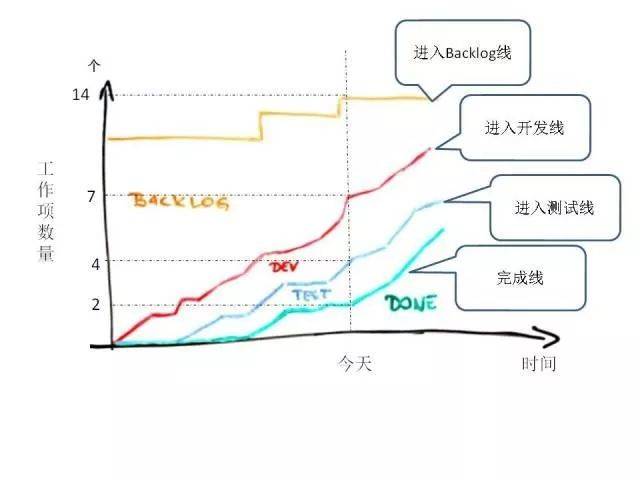 进入Backlog线
个
14
进入开发线
工作项数量
7
BACKLOG
进入测试线
4
DEV
完成线
TEST
2
DONE
今天
时间